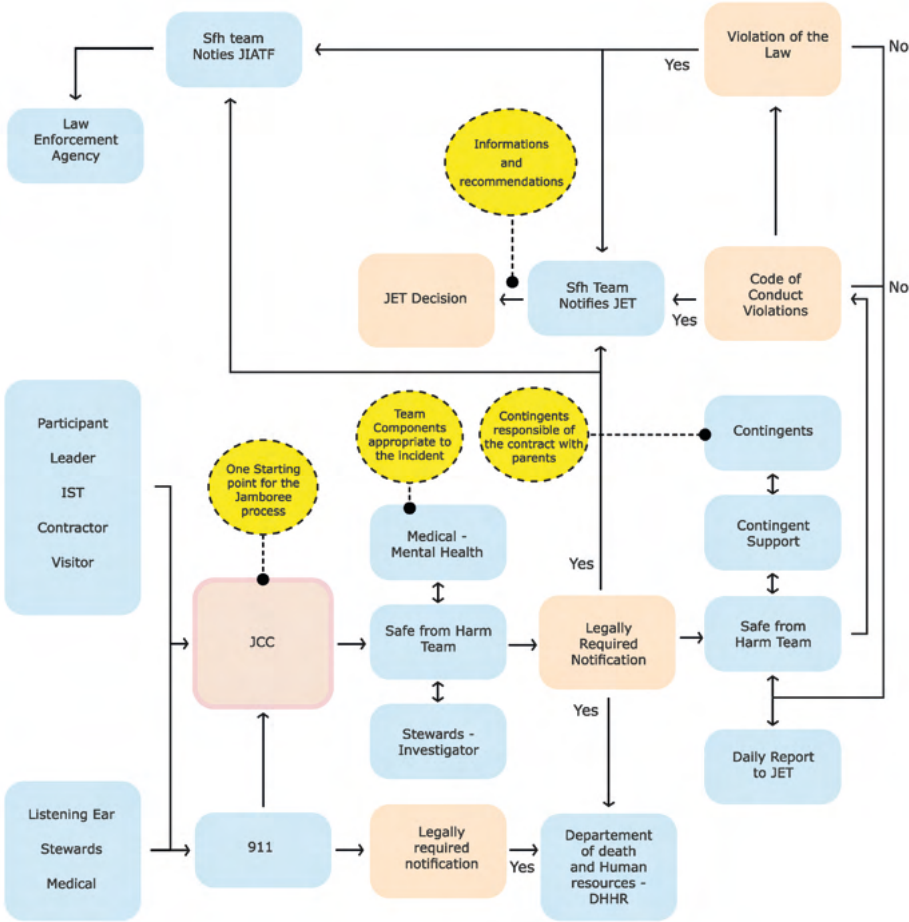 Sfh team
Noties JIATF
Violation of the
Law
Yes
No
Law
Enforcement
Agency
Informations
and
recommendations
JET Decision
Sfh Team
Notifies JET
Yes
Code of
Conduct
Violations
No
Participant
Leader
IST
Contractor
Visitor
One Starting
point for the
Jamboree
process
Team
Components
appropriate to
the incident
Contingents
responsible of
the contract with
parents
Contingents
Medical -
Mental Health
Yes
Contingent
Support
JCC
Safe from Harm
Team
Legally
Required
Notification
Safe from
Harm Team
Stewards -
Investigator
Yes
Daily Report
to JET
Listening Ear
Stewards
Medical
911
Legally
required
notification
Yes
Departement
of death
and Human
resources -
DHHR